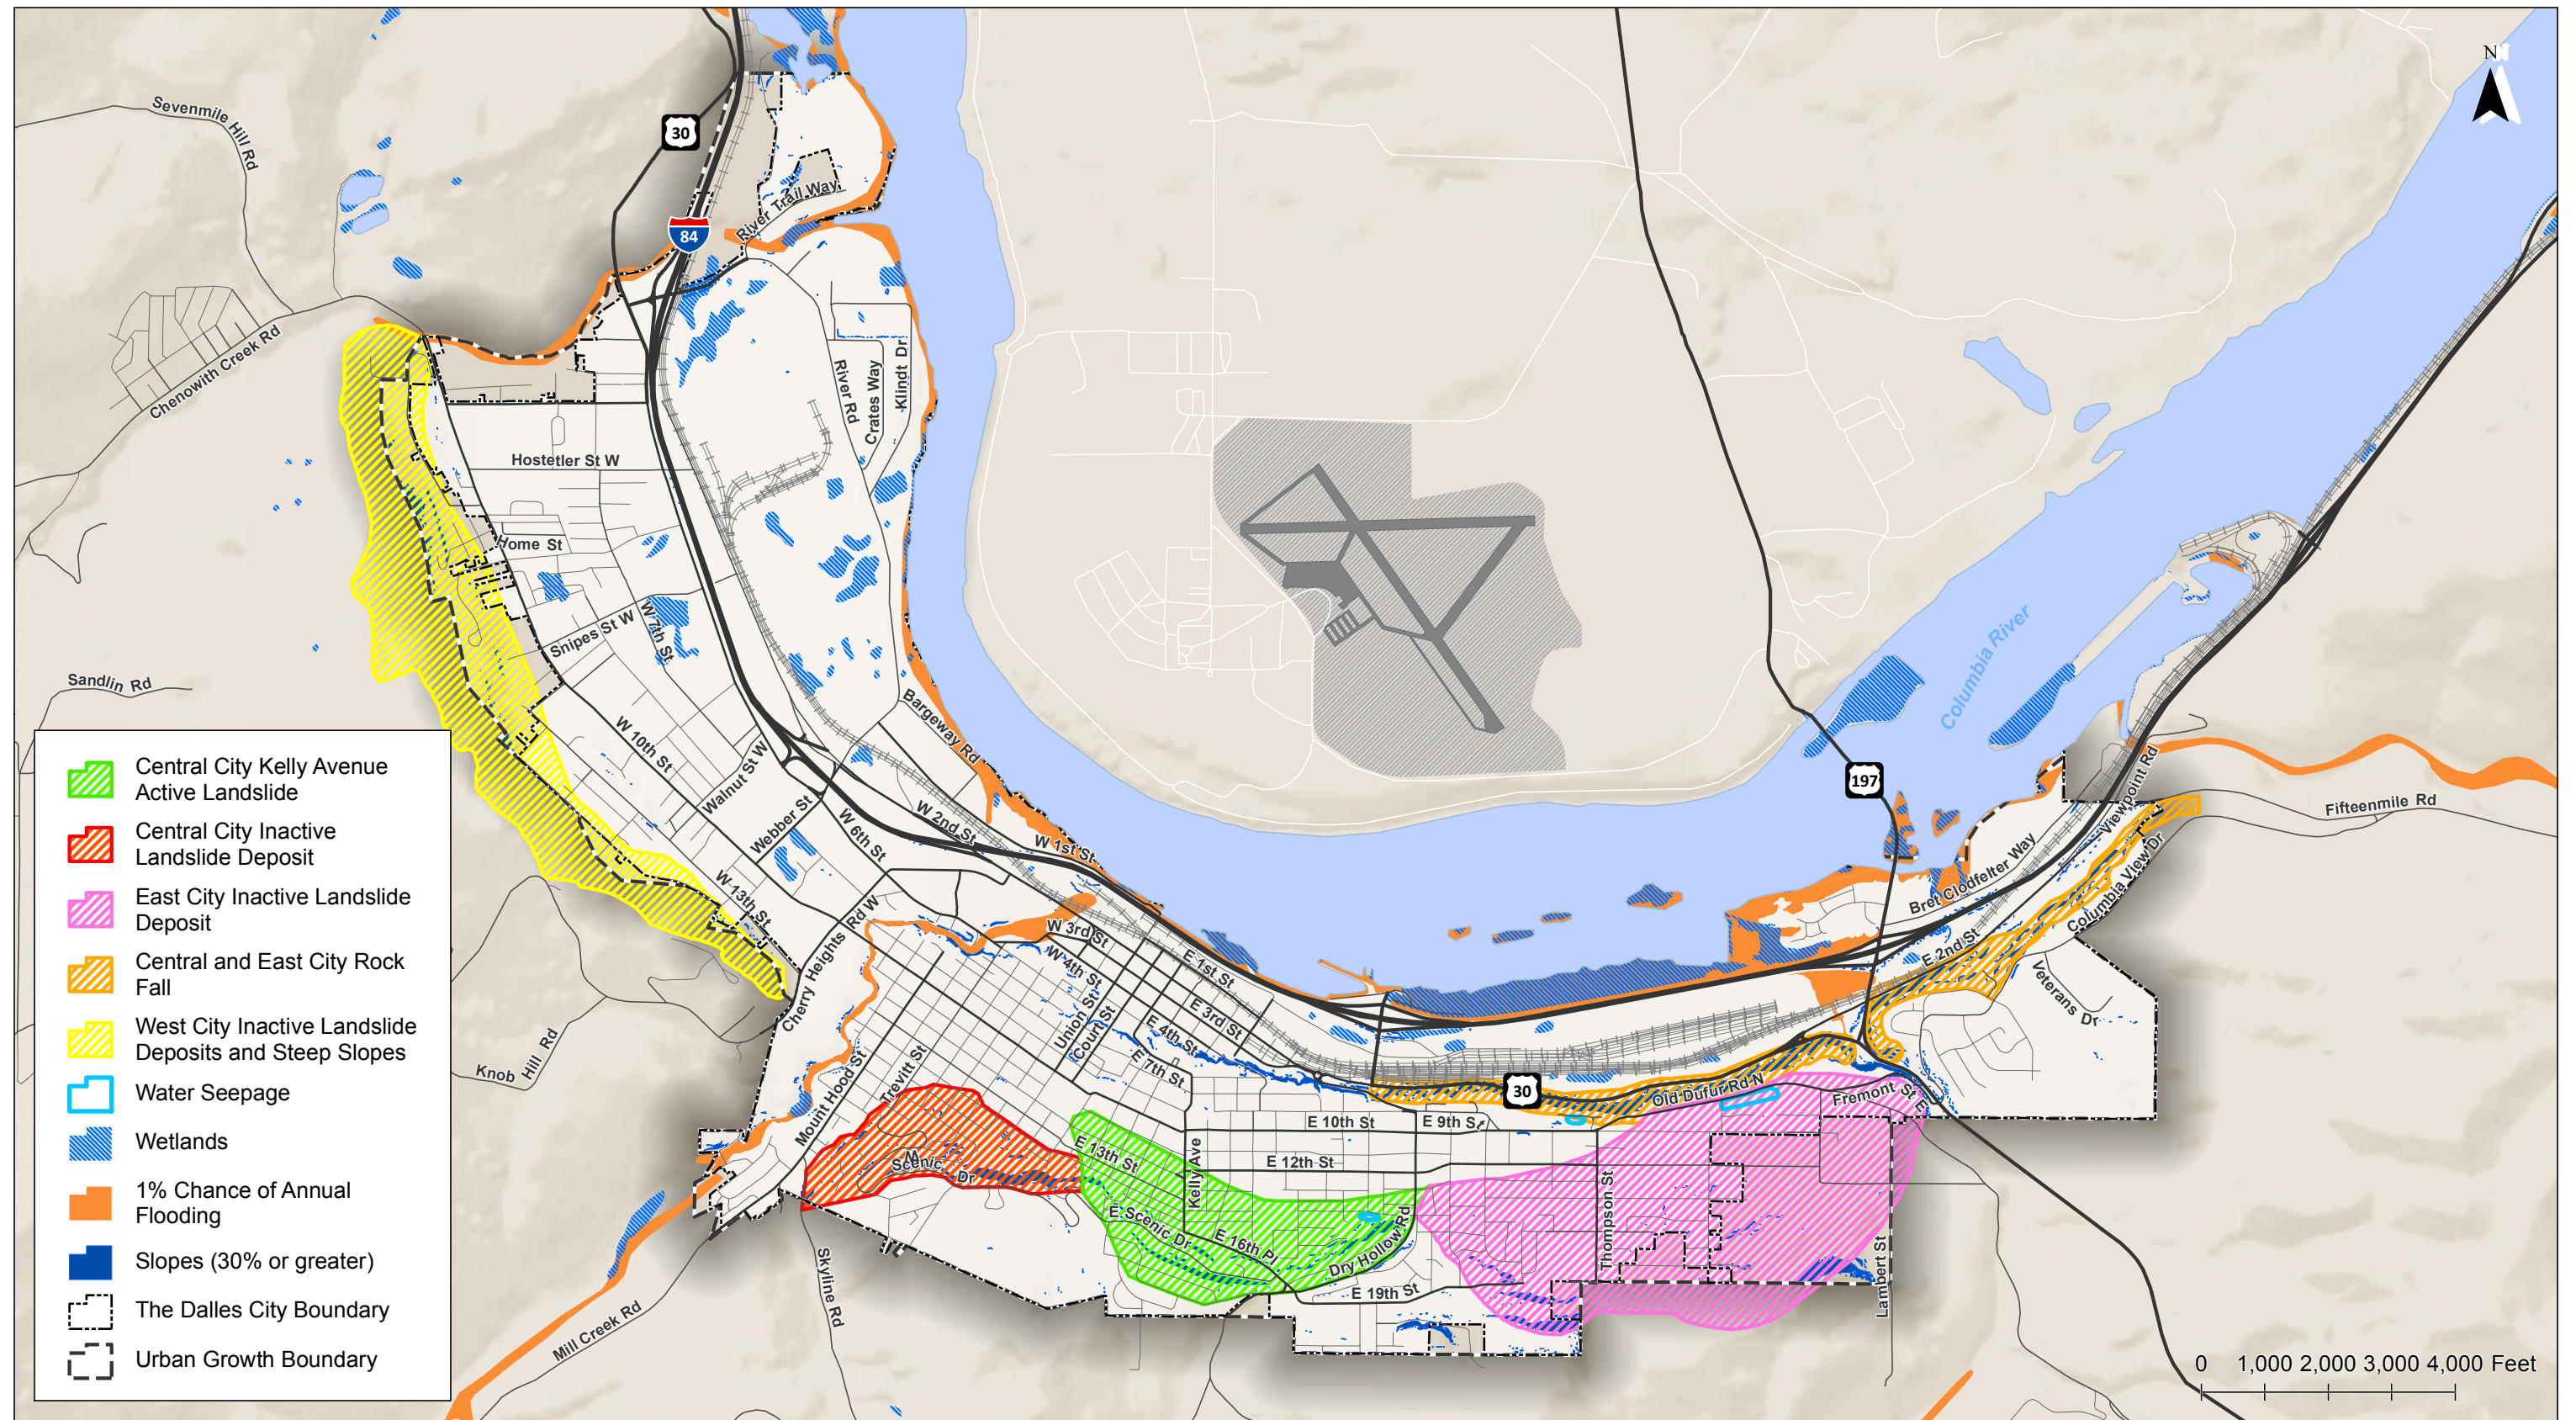 N
Sevenmile Hill Rd
30
84
River Trail Way
Chenowith Creek Rd
River Rd
Crates Way
Klindt Dr
Hostetler St W
Home St
Snipes St W
W 7th St
Columbia River
Sandlin Rd
Bargeway Rd
W 10th St
Walnut St W
Webber St
W 6th St
W 2nd St
W 1st St
197
Viewpoint Rd
Fifteenmile Rd
Bret Clodfelter Way
Columbia View Dr
W 13th St
Cherry Heights Rd W
W 3rd St
W 4th St
E 1st St
E 2nd St
Veterans Dr
Union St
Court St
E 3rd St
E 4th St
E 7th St
Knob Hill Rd
Mount Hood St
Trevitt St
30
Old Dufur Rd N
Fremont St E
E 10th St
E 9th St
E 13th St
Kelly Ave
E 12th St
W
Scenic Dr
E Scenic Dr
E 16th Pl
Dry Hollow Rd
Thompson St
E 19th St
Lambert St
Skyline Rd
Mill Creek Rd
Central City Kelly Avenue
Active Landslide
Central City Inactive
Landslide Deposit
East City Inactive Landslide
Deposit
Central and East City Rock
Fall
West City Inactive Landslide
Deposits and Steep Slopes
Water Seepage
Wetlands
1% Chance of Annual
Flooding
Slopes (30% or greater)
The Dalles City Boundary
Urban Growth Boundary
0 1,000 2,000 3,000 4,000 Feet